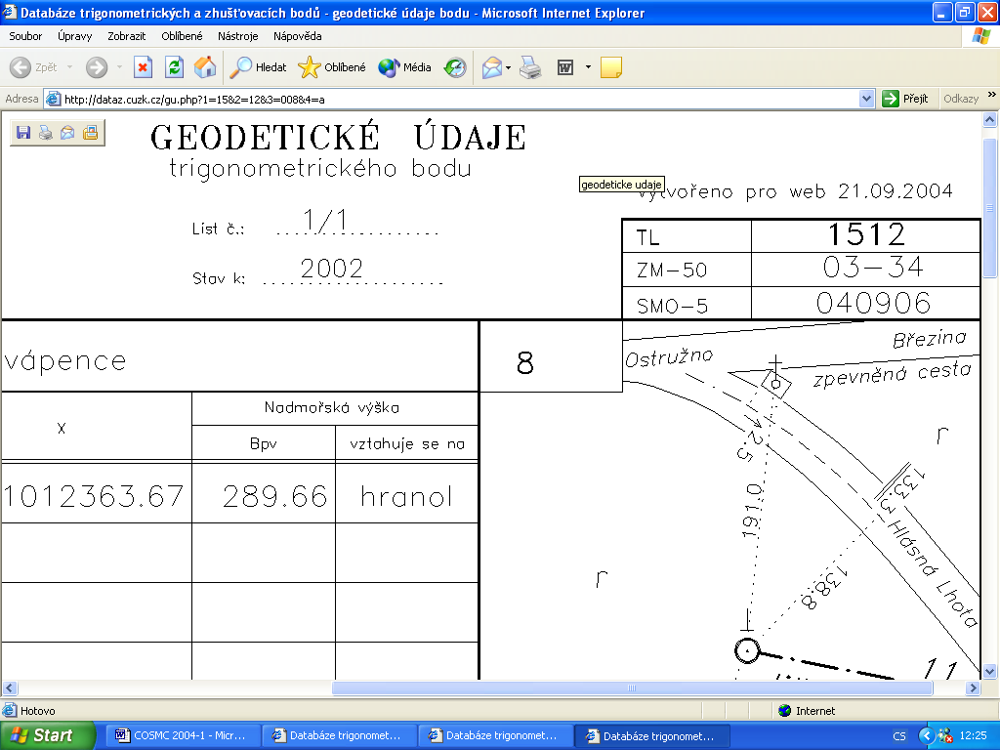 Databáze trigonometrických a zhušťovacích bodů - geodetické údaje bodu - Microsoft Internet Explorer
Soubor Úpravy Zobrazit Oblíbené Nástroje Nápověda
Zpět Hledat Oblíbené Média
Adresa http://dataz.cuzk.cz/gu.php?1=15&2=12&3=008&4=a Přejít Odkazy »
GEODETICKÉ ÚDAJE
trigonometrického bodu
geodeticke udaje
vytvořeno pro web 21.09.2004
List č.: 1/1
Stav k: 2002
TL 1512
ZM-50 03-34
SMO-5 040906
vápence
8
Ostružno
Březina
zpevněná cesta
X
Nadmořská výška
Bpv
vztahuje se na
1012363.67 289.66 hranol
r
2.5
191.0
133.3
Hlásná Lhota
138.8
r
11
Hotovo
Internet
Start
COSMC 2004-1 - Micr...
Databáze trigonomet...
Databáze trigonomet...
Databáze trigonomet...
CS
12:25